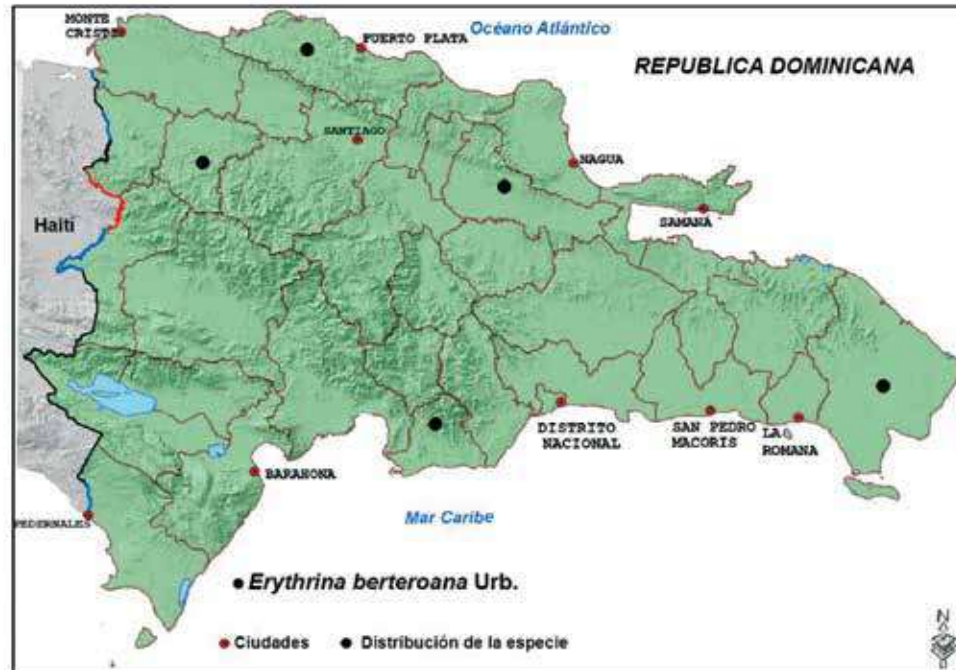 MONTE
CRISTI
Océano Atlántico
PUERTO PLATA
REPUBLICA DOMINICANA
SANTIAGO
NAGUA
SAMANA
Haití
DISTRITO
NACIONAL
SAN PEDRO
MACORIS
LA
ROMANA
BARAHONA
PEDERNALES
Mar Caribe
● Erythrina berteroana Urb.
● Ciudades ● Distribución de la especie
N